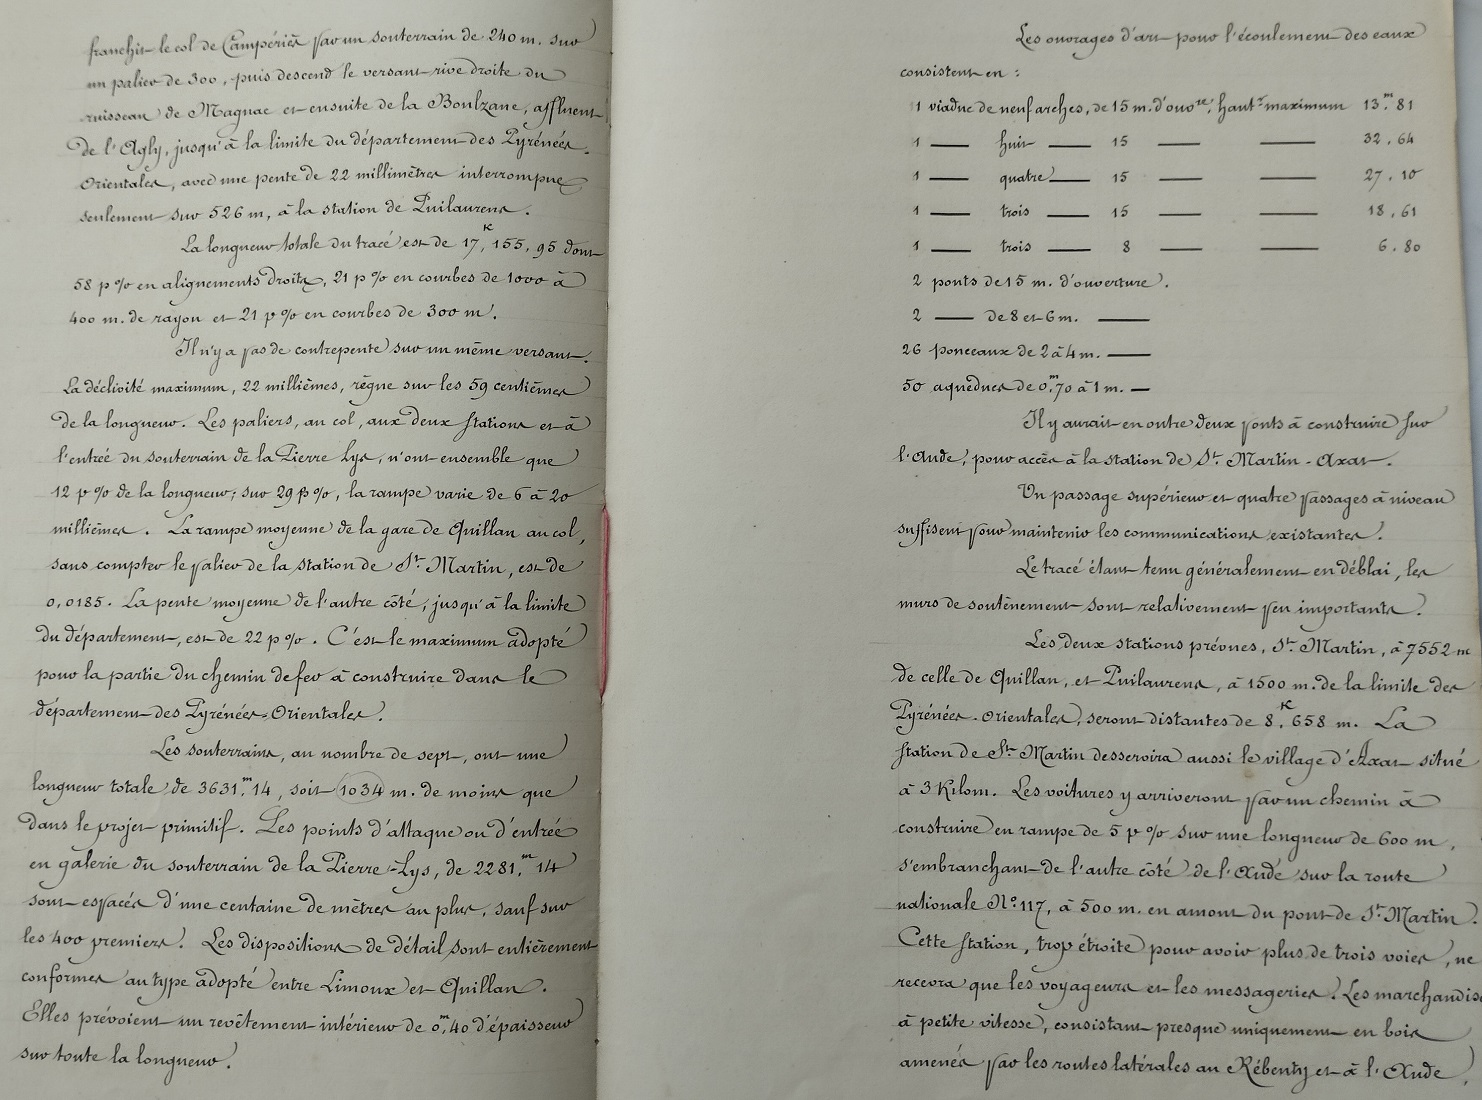 franchit le col de Campériès par un souterrain de 240 m. sur
un palier de 300, puis descend le versant rive droite du
ruisseau de Magnac et ensuite de la Boulzane, affluent
de l'Agly, jusqu'à la limite du département des Pyrénées-
Orientales, avec une pente de 22 millimètres interrompue
seulement sur 526 m, à la station de Puilaurens.
La longueur totale du tracé est de 17,ᴷ 155, 95 dont
58 p % en alignements droits, 21 p % en courbes de 1000 à
400 m. de rayon et 21 p % en courbes de 300 m.
Il n'y a pas de contrepente sur un même versant.
La déclivité maximum, 22 millièmes, règne sur les 59 centièmes
de la longueur. Les paliers, au col, aux deux stations et à
l'entrée du souterrain de la Pierre Lys, n'ont ensemble que
12 p % de la longueur; sur 29 p %, la rampe varie de 6 à 20
millièmes. La rampe moyenne de la gare de Quillan au col,
sans compter le palier de la station de St Martin, est de
0,0185. La pente moyenne de l'autre côté, jusqu'à la limite
du département, est de 22 p %. C'est le maximum adopté
pour la partie du chemin de fer à construire dans le
département des Pyrénées-Orientales.
Les souterrains, au nombre de sept, ont une
longueur totale de 3631,ᵐ 14, soit 1034 m. de moins que
dans le projet primitif. Les points d'attaque ou d'entrée
en galerie du souterrain de la Pierre-Lys, de 2281,ᵐ 14
sont espacés d'une centaine de mètres au plus, sauf sur
les 400 premiers. Les dispositions de détail sont entièrement
conformes au type adopté entre Limoux et Quillan.
Elles prévoient un revêtement intérieur de 0,ᵐ40 d'épaisseur
sur toute la longueur.
Les ouvrages d'art pour l'écoulement des eaux
consistent en :
1 viaduc de neuf arches, de 15 m. d'ouvre, hautr maximum 13,ᵐ 81
1 — huit — 15 — — 32, 64
1 — quatre — 15 — — 27, 10
1 — trois — 15 — — 18, 61
1 — trois — 8 — — 6. 80
2 ponts de 15 m. d'ouverture.
2 — de 8 et 6 m. —
26 ponceaux de 2 à 4 m. —
50 aqueducs de 0,ᵐ70 à 1 m. —
Il y aurait en outre deux ponts à construire sur
l'Aude, pour accès à la station de St Martin-Axat.
Un passage supérieur et quatre passages à niveau
suffisent pour maintenir les communications existantes.
Le tracé étant tenu généralement en déblai, les
murs de soutènement sont relativement peu importants.
Les deux stations prévues, St Martin, à 7552 m
de celle de Quillan, et Puilaurens, à 1500 m. de la limite des
Pyrénées-Orientales, seront distantes de 8,ᴷ 658 m. La
station de St Martin desservira aussi le village d'Axat situé
à 3 Kilom. Les voitures y arriveront par un chemin à
construire en rampe de 5 p % sur une longueur de 600 m,
s'embranchant de l'autre côté de l'Aude sur la route
nationale No 117, à 500 m. en amont du pont de St Martin.
Cette station, trop étroite pour avoir plus de trois voies, ne
recevra que les voyageurs et les messageries. Les marchandises
à petite vitesse, consistant presque uniquement en bois
amenés par les routes latérales au Rébenty et à l'Aude,